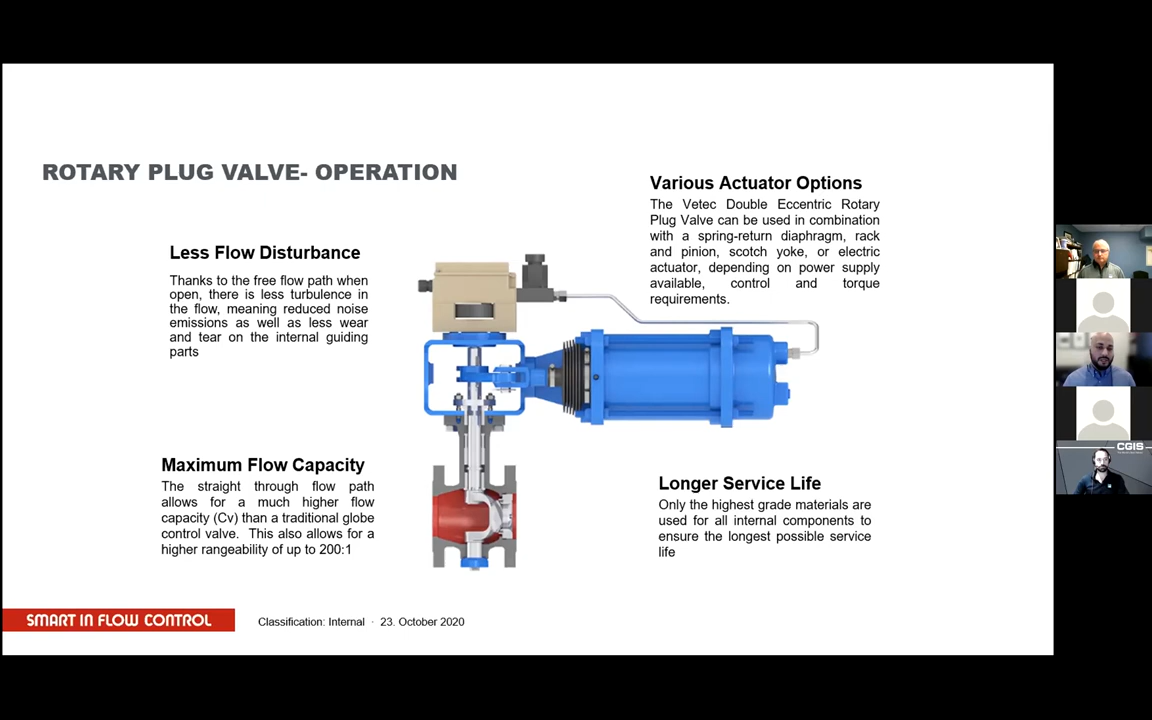 ROTARY PLUG VALVE- OPERATION
Less Flow Disturbance
Thanks to the free flow path when
open, there is less turbulence in
the flow, meaning reduced noise
emissions as well as less wear
and tear on the internal guiding
parts
Maximum Flow Capacity
The straight through flow path
allows for a much higher flow
capacity (Cv) than a traditional globe
control valve. This also allows for a
higher rangeability of up to 200:1
Various Actuator Options
The Vetec Double Eccentric Rotary
Plug Valve can be used in combination
with a spring-return diaphragm, rack
and pinion, scotch yoke, or electric
actuator, depending on power supply
available, control and torque
requirements.
Longer Service Life
Only the highest grade materials are
used for all internal components to
ensure the longest possible service
life
SMART IN FLOW CONTROL
Classification: Internal · 23. October 2020
CGIS